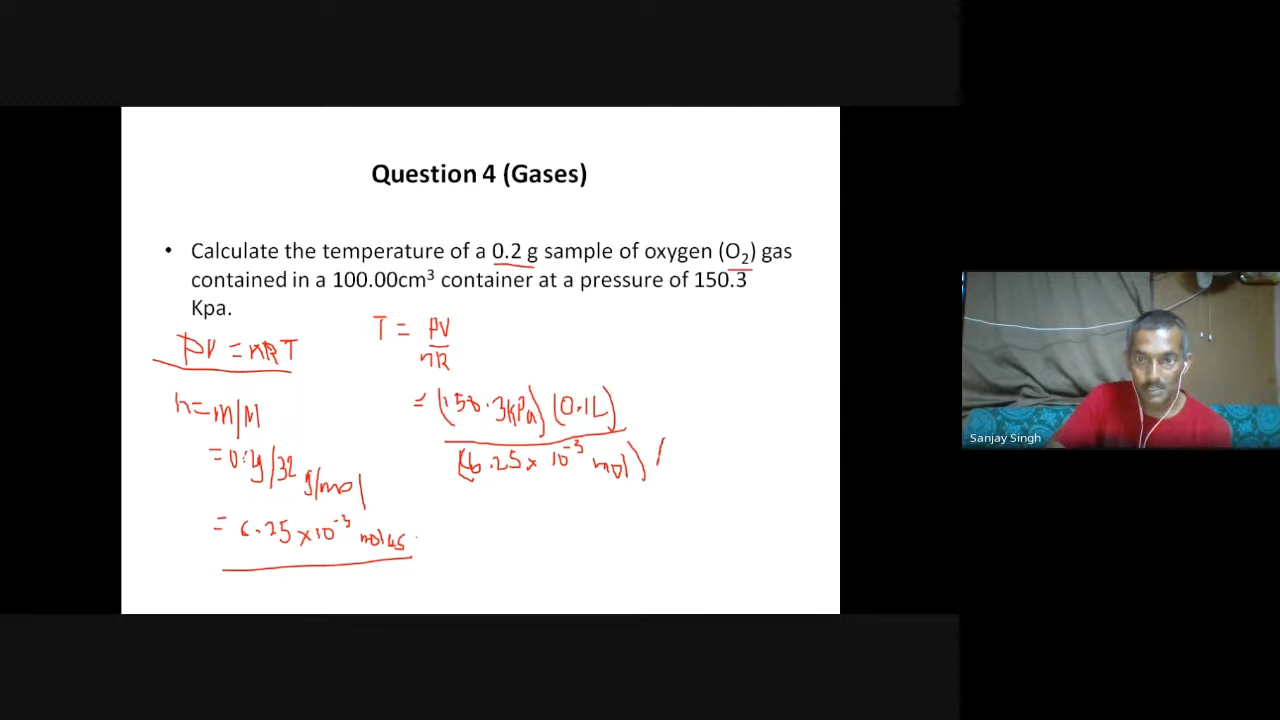 Question 4 (Gases)
• Calculate the temperature of a 0.2 g sample of oxygen (O₂) gas
contained in a 100.00cm³ container at a pressure of 150.3
Kpa.
PV = nRT
n = m/M
= 0.2g/32 g/mol
= 6.25 × 10⁻³ moles
T = PV
nR
= (150.3kPa) (0.1L)
(6.25 × 10⁻³ mol) (
Sanjay Singh